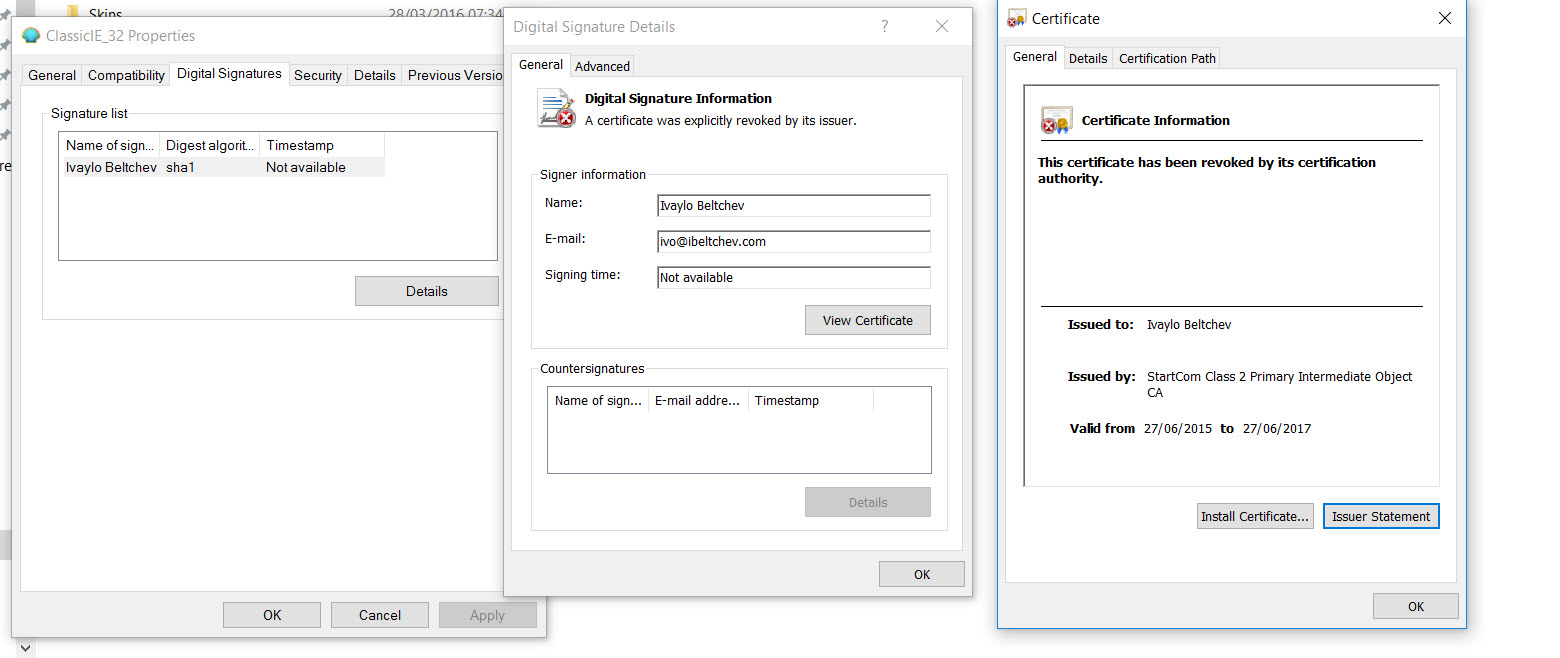 Skins
28/03/2016 07:34
re
ClassicIE_32 Properties
General
Compatibility
Digital Signatures
Security
Details
Previous Versio
Signature list
Name of sign...
Digest algorit...
Timestamp
Ivaylo Beltchev
sha1
Not available
Details
OK
Cancel
Apply
Digital Signature Details
?
General
Advanced
Digital Signature Information
A certificate was explicitly revoked by its issuer.
Signer information
Name:
Ivaylo Beltchev
E-mail:
ivo@ibeltchev.com
Signing time:
Not available
View Certificate
Countersignatures
Name of sign...
E-mail addre...
Timestamp
Details
OK
Certificate
General
Details
Certification Path
Certificate Information
This certificate has been revoked by its certification
authority.
Issued to: Ivaylo Beltchev
Issued by: StartCom Class 2 Primary Intermediate Object
CA
Valid from 27/06/2015 to 27/06/2017
Install Certificate...
Issuer Statement
OK